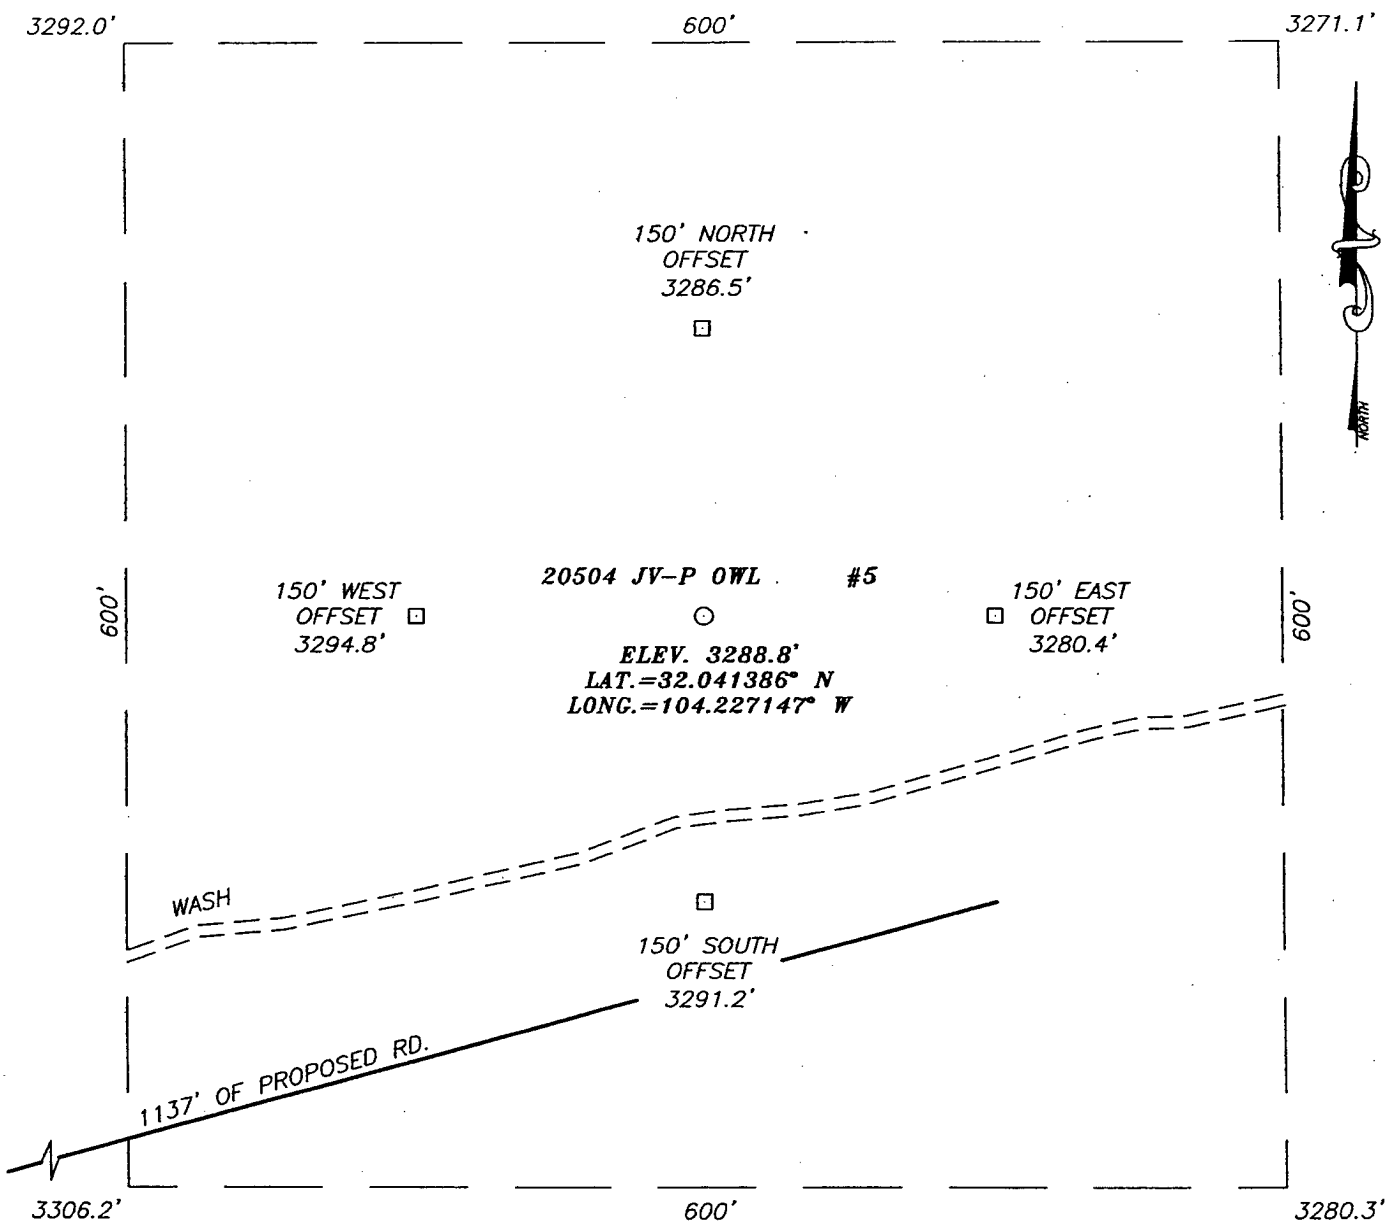 3292.0'
600'
3271.1'
NORTH
150' NORTH
OFFSET
3286.5'
600'
150' WEST
OFFSET
3294.8'
20504 JV-P OWL #5
ELEV. 3288.8'
LAT.=32.041386° N
LONG.=104.227147° W
150' EAST
OFFSET
3280.4'
600'
WASH
150' SOUTH
OFFSET
3291.2'
1137' OF PROPOSED RD.
3306.2'
600'
3280.3'